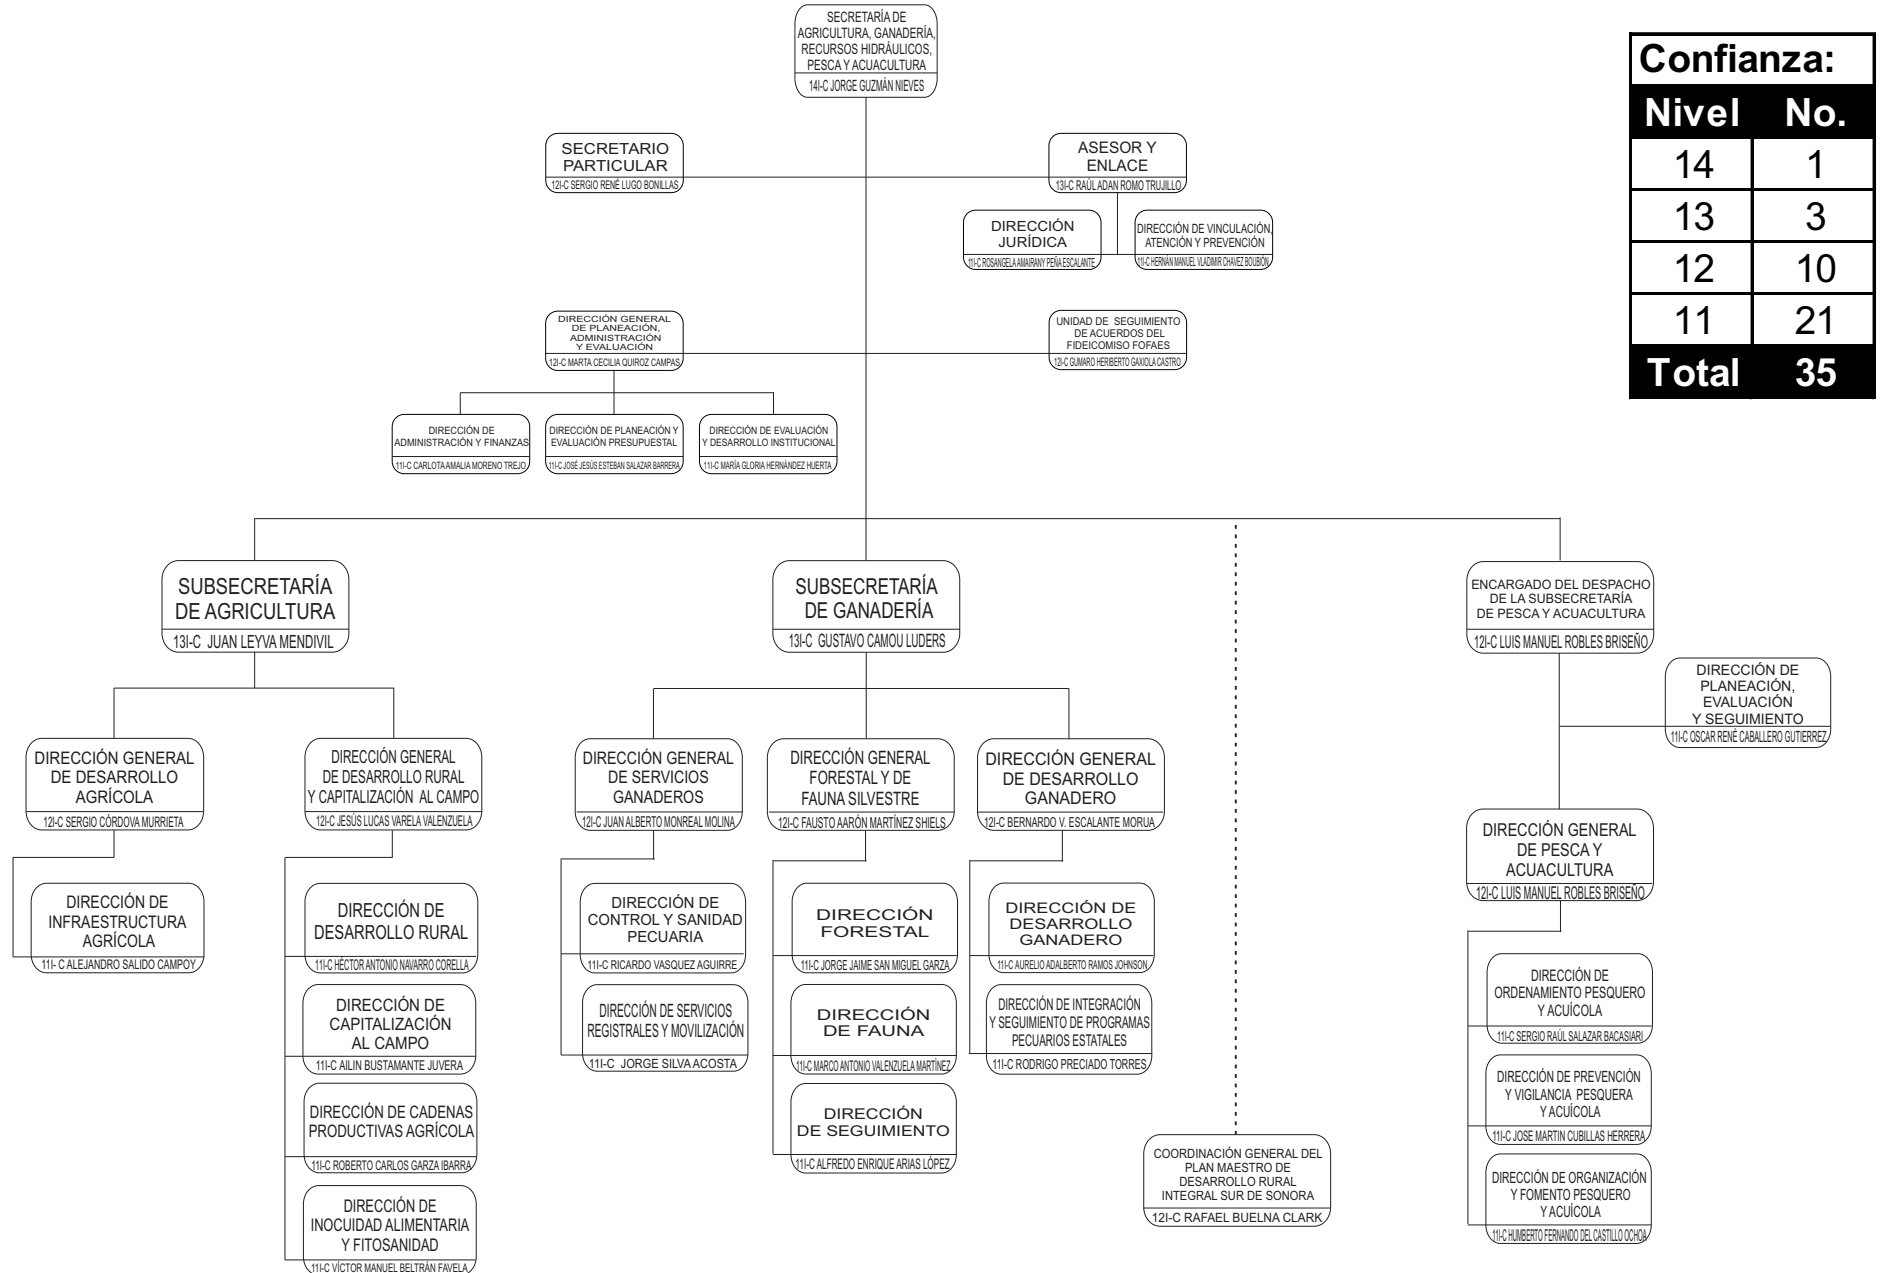 SECRETARÍA DE
AGRICULTURA, GANADERÍA,
RECURSOS HIDRÁULICOS,
PESCA Y ACUACULTURA
14I-C JORGE GUZMÁN NIEVES
Confianza:
Nivel No.
14 1
13 3
12 10
11 21
Total 35
SECRETARIO
PARTICULAR
12I-C SERGIO RENÉ LUGO BONILLAS
ASESOR Y
ENLACE
13I-C RAÚL ADAN ROMO TRUJILLO
DIRECCIÓN
JURÍDICA
11I-C ROSANGELA AMAIRANY PEÑA ESCALANTE
DIRECCIÓN DE VINCULACIÓN,
ATENCIÓN Y PREVENCIÓN
11I-C HERNÁN MANUEL VLADIMIR CHAVEZ BOUBIÓN
DIRECCIÓN GENERAL
DE PLANEACIÓN,
ADMINISTRACIÓN
Y EVALUACIÓN
12I-C MARTA CECILIA QUIROZ CAMPAS
UNIDAD DE SEGUIMIENTO
DE ACUERDOS DEL
FIDEICOMISO FOFAES
12I-C GUMARO HERIBERTO GAXIOLA CASTRO
DIRECCIÓN DE
ADMINISTRACIÓN Y FINANZAS
11I-C CARLOTA AMALIA MORENO TREJO
DIRECCIÓN DE PLANEACIÓN Y
EVALUACIÓN PRESUPUESTAL
11I-C JOSÉ JESÚS ESTEBAN SALAZAR BARRERA
DIRECCIÓN DE EVALUACIÓN
Y DESARROLLO INSTITUCIONAL
11I-C MARÍA GLORIA HERNÁNDEZ HUERTA
SUBSECRETARÍA
DE AGRICULTURA
13I-C JUAN LEYVA MENDIVIL
SUBSECRETARÍA
DE GANADERÍA
13I-C GUSTAVO CAMOU LUDERS
ENCARGADO DEL DESPACHO
DE LA SUBSECRETARÍA
DE PESCA Y ACUACULTURA
12I-C LUIS MANUEL ROBLES BRISEÑO
DIRECCIÓN DE
PLANEACIÓN,
EVALUACIÓN
Y SEGUIMIENTO
11I-C OSCAR RENÉ CABALLERO GUTIERREZ
DIRECCIÓN GENERAL
DE DESARROLLO
AGRÍCOLA
12I-C SERGIO CÓRDOVA MURRIETA
DIRECCIÓN GENERAL
DE DESARROLLO RURAL
Y CAPITALIZACIÓN AL CAMPO
12I-C JESÚS LUCAS VARELA VALENZUELA
DIRECCIÓN GENERAL
DE SERVICIOS
GANADEROS
12I-C JUAN ALBERTO MONREAL MOLINA
DIRECCIÓN GENERAL
FORESTAL Y DE
FAUNA SILVESTRE
12I-C FAUSTO AARÓN MARTÍNEZ SHIELS
DIRECCIÓN GENERAL
DE DESARROLLO
GANADERO
12I-C BERNARDO V. ESCALANTE MORUA
DIRECCIÓN GENERAL
DE PESCA Y
ACUACULTURA
12I-C LUIS MANUEL ROBLES BRISEÑO
DIRECCIÓN DE
INFRAESTRUCTURA
AGRÍCOLA
11I- C ALEJANDRO SALIDO CAMPOY
DIRECCIÓN DE
DESARROLLO RURAL
11I-C HÉCTOR ANTONIO NAVARRO CORELLA
DIRECCIÓN DE
CAPITALIZACIÓN
AL CAMPO
11I-C AILIN BUSTAMANTE JUVERA
DIRECCIÓN DE CADENAS
PRODUCTIVAS AGRÍCOLA
11I-C ROBERTO CARLOS GARZA IBARRA
DIRECCIÓN DE
INOCUIDAD ALIMENTARIA
Y FITOSANIDAD
11I-C VÍCTOR MANUEL BELTRÁN FAVELA
DIRECCIÓN DE
CONTROL Y SANIDAD
PECUARIA
11I-C RICARDO VASQUEZ AGUIRRE
DIRECCIÓN DE SERVICIOS
REGISTRALES Y MOVILIZACIÓN
11I-C JORGE SILVA ACOSTA
DIRECCIÓN
FORESTAL
11I-C JORGE JAIME SAN MIGUEL GARZA
DIRECCIÓN
DE FAUNA
11I-C MARCO ANTONIO VALENZUELA MARTÍNEZ
DIRECCIÓN
DE SEGUIMIENTO
11I-C ALFREDO ENRIQUE ARIAS LÓPEZ
DIRECCIÓN DE
DESARROLLO
GANADERO
11I-C AURELIO ADALBERTO RAMOS JOHNSON
DIRECCIÓN DE INTEGRACIÓN
Y SEGUIMIENTO DE PROGRAMAS
PECUARIOS ESTATALES
11I-C RODRIGO PRECIADO TORRES
COORDINACIÓN GENERAL DEL
PLAN MAESTRO DE
DESARROLLO RURAL
INTEGRAL SUR DE SONORA
12I-C RAFAEL BUELNA CLARK
DIRECCIÓN DE
ORDENAMIENTO PESQUERO
Y ACUÍCOLA
11I-C SERGIO RAÚL SALAZAR BACASIARI
DIRECCIÓN DE PREVENCIÓN
Y VIGILANCIA PESQUERA
Y ACUÍCOLA
11I-C JOSE MARTIN CUBILLAS HERRERA
DIRECCIÓN DE ORGANIZACIÓN
Y FOMENTO PESQUERO
Y ACUÍCOLA
11I-C HUMBERTO FERNANDO DEL CASTILLO OCHOA